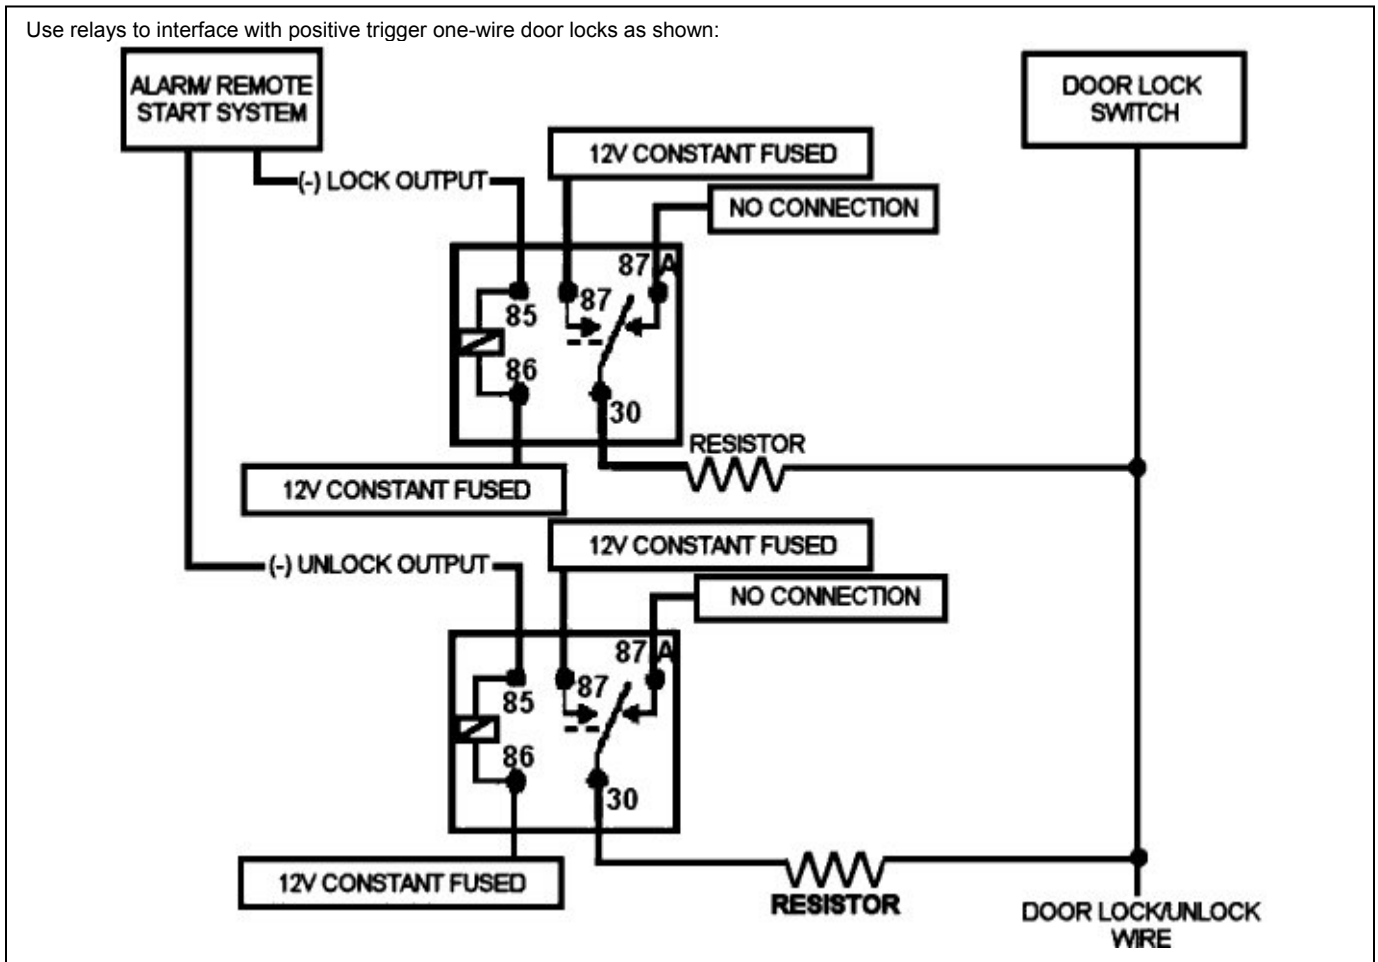 Use relays to interface with positive trigger one-wire door locks as shown:
ALARM/ REMOTE
START SYSTEM
DOOR LOCK
SWITCH
12V CONSTANT FUSED
(-) LOCK OUTPUT
NO CONNECTION
87 A
87
85
86
30
RESISTOR
12V CONSTANT FUSED
12V CONSTANT FUSED
(-) UNLOCK OUTPUT
NO CONNECTION
87 A
87
85
86
30
12V CONSTANT FUSED
RESISTOR
DOOR LOCK/UNLOCK
WIRE